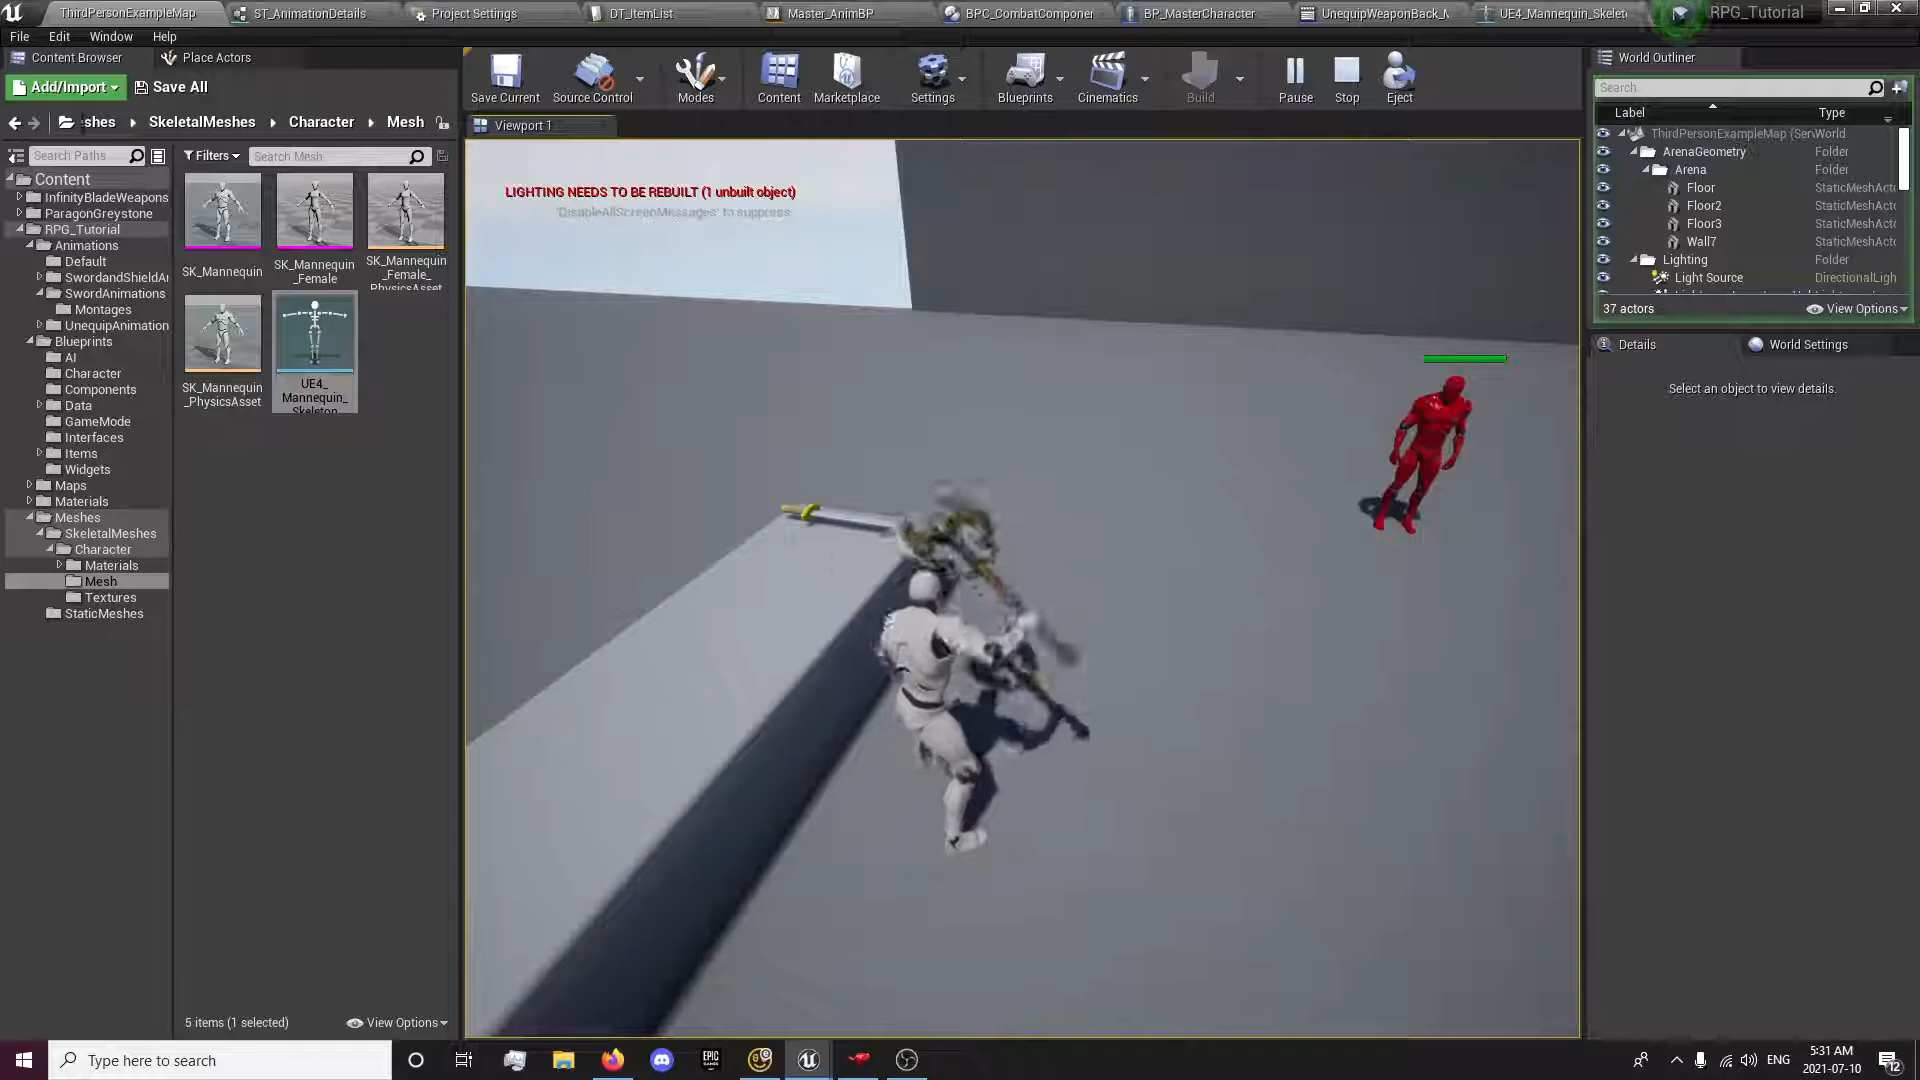 ThirdPersonExampleMap
ST_AnimationDetails
Project Settings
DT_ItemList
Master_AnimBP
BPC_CombatComponer
BP_MasterCharacter
UnequipWeaponBack_M
UE4_Mannequin_Skelet
RPG_Tutorial
File
Edit
Window
Help
Content Browser
Place Actors
Add/Import
Save All
shes
SkeletalMeshes
Character
Mesh
Search Paths
Filters
Search Mesh
Content
InfinityBladeWeapons
ParagonGreystone
RPG_Tutorial
Animations
Default
SwordandShieldAr
SwordAnimations
Montages
UnequipAnimation
Blueprints
AI
Character
Components
Data
GameMode
Interfaces
Items
Widgets
Maps
Materials
Meshes
SkeletalMeshes
Character
Materials
Mesh
Textures
StaticMeshes
SK_Mannequin
SK_Mannequin
_Female
SK_Mannequin
_Female_
PhysicsAsset
SK_Mannequin
_PhysicsAsset
UE4_
Mannequin_
Skeleton
5 items (1 selected)
View Options
Save Current
Source Control
Modes
Content
Marketplace
Settings
Blueprints
Cinematics
Build
Pause
Stop
Eject
Viewport 1
LIGHTING NEEDS TO BE REBUILT (1 unbuilt object)
'DisableAllScreenMessages' to suppress
World Outliner
Search...
Label
Type
ThirdPersonExampleMap (Ser
World
ArenaGeometry
Folder
Arena
Folder
Floor
StaticMeshActo
Floor2
StaticMeshActo
Floor3
StaticMeshActo
Wall7
StaticMeshActo
Lighting
Folder
Light Source
DirectionalLigh
37 actors
View Options
Details
World Settings
Select an object to view details.
Type here to search
EPIC
GAMES
ENG
5:31 AM
2021-07-10
12